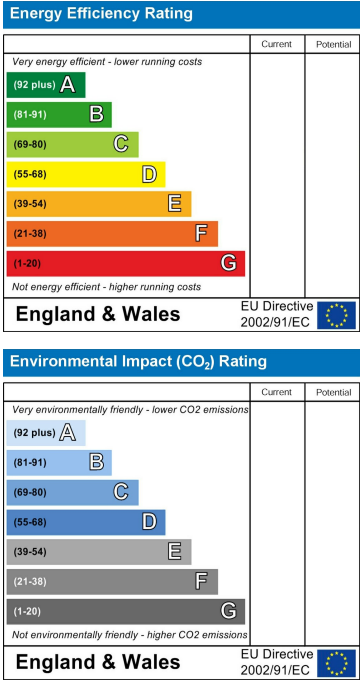 Energy Efficiency Rating
Current Potential
Very energy efficient - lower running costs
(92 plus) A
(81-91) B
(69-80) C
(55-68) D
(39-54) E
(21-38) F
(1-20) G
Not energy efficient - higher running costs
England & Wales
EU Directive
2002/91/EC
Environmental Impact (CO₂) Rating
Current Potential
Very environmentally friendly - lower CO2 emissions
(92 plus) A
(81-91) B
(69-80) C
(55-68) D
(39-54) E
(21-38) F
(1-20) G
Not environmentally friendly - higher CO2 emissions
England & Wales
EU Directive
2002/91/EC